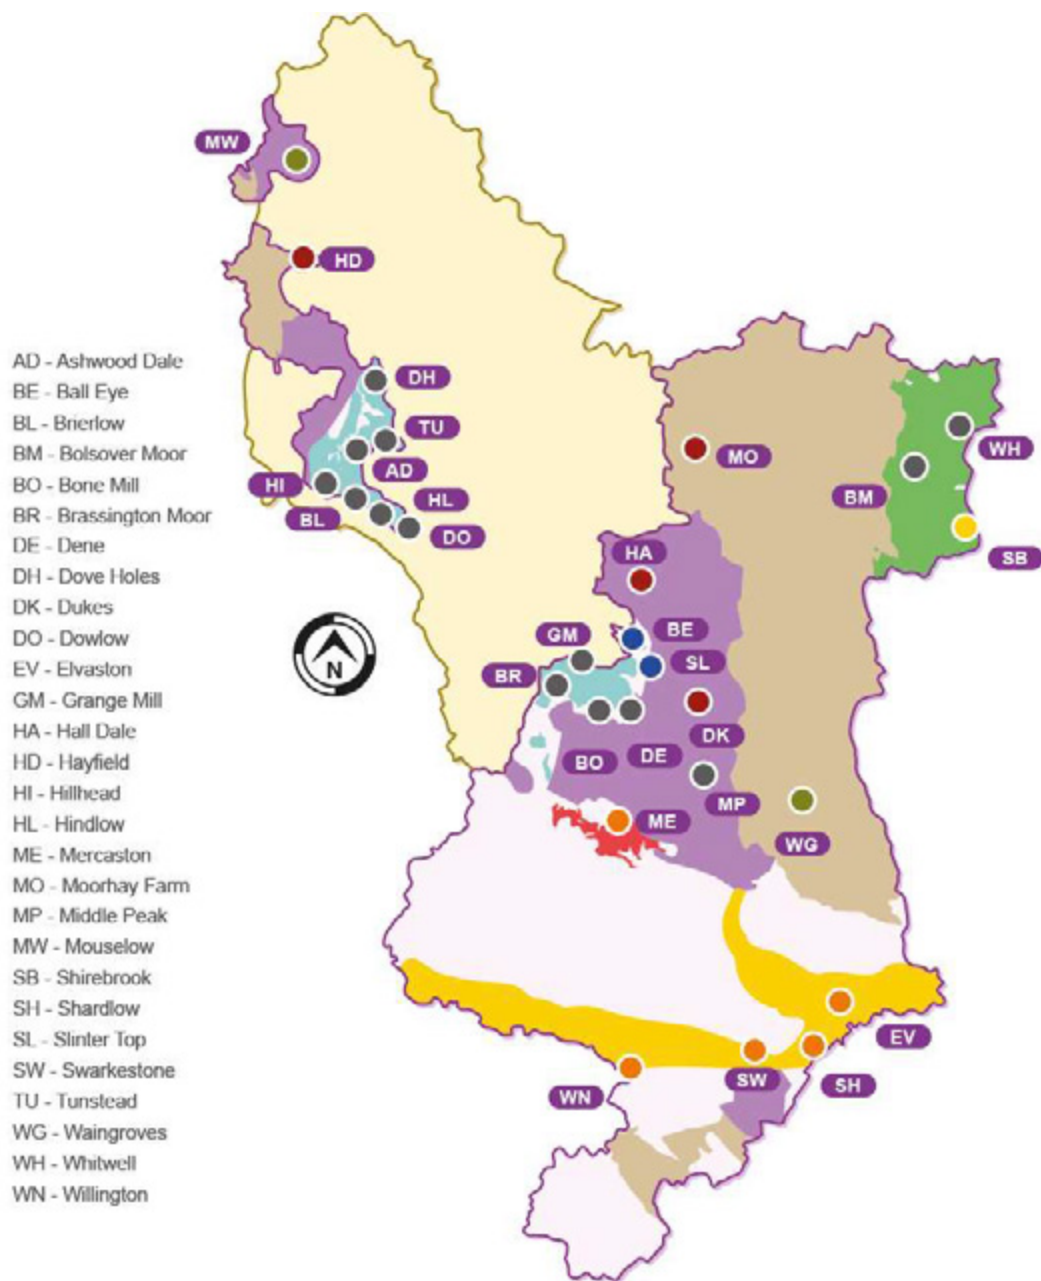 MW
HD
AD - Ashwood Dale
BE - Ball Eye
BL - Brierlow
BM - Bolsover Moor
BO - Bone Mill
BR - Brassington Moor
DE - Dene
DH - Dove Holes
DK - Dukes
DO - Dowlow
EV - Elvaston
GM - Grange Mill
HA - Hall Dale
HD - Hayfield
HI - Hillhead
HL - Hindlow
ME - Mercaston
MO - Moorhay Farm
MP - Middle Peak
MW - Mouselow
SB - Shirebrook
SH - Shardlow
SL - Slinter Top
SW - Swarkestone
TU - Tunstead
WG - Waingroves
WH - Whitwell
WN - Willington
DH
TU
AD
HI
HL
BL
DO
MO
WH
BM
SB
HA
N
GM
BE
SL
BR
DK
BO
DE
MP
ME
WG
EV
SW
SH
WN